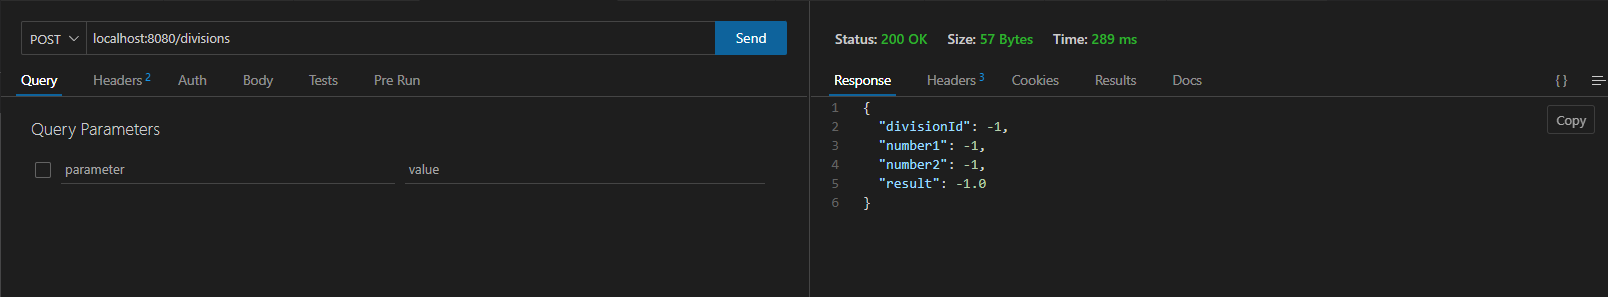 POST localhost:8080/divisions Send
Query Headers 2 Auth Body Tests Pre Run
Query Parameters
parameter value
Status: 200 OK Size: 57 Bytes Time: 289 ms
Response Headers 3 Cookies Results Docs { }
Copy
1 {
2 "divisionId": -1,
3 "number1": -1,
4 "number2": -1,
5 "result": -1.0
6 }